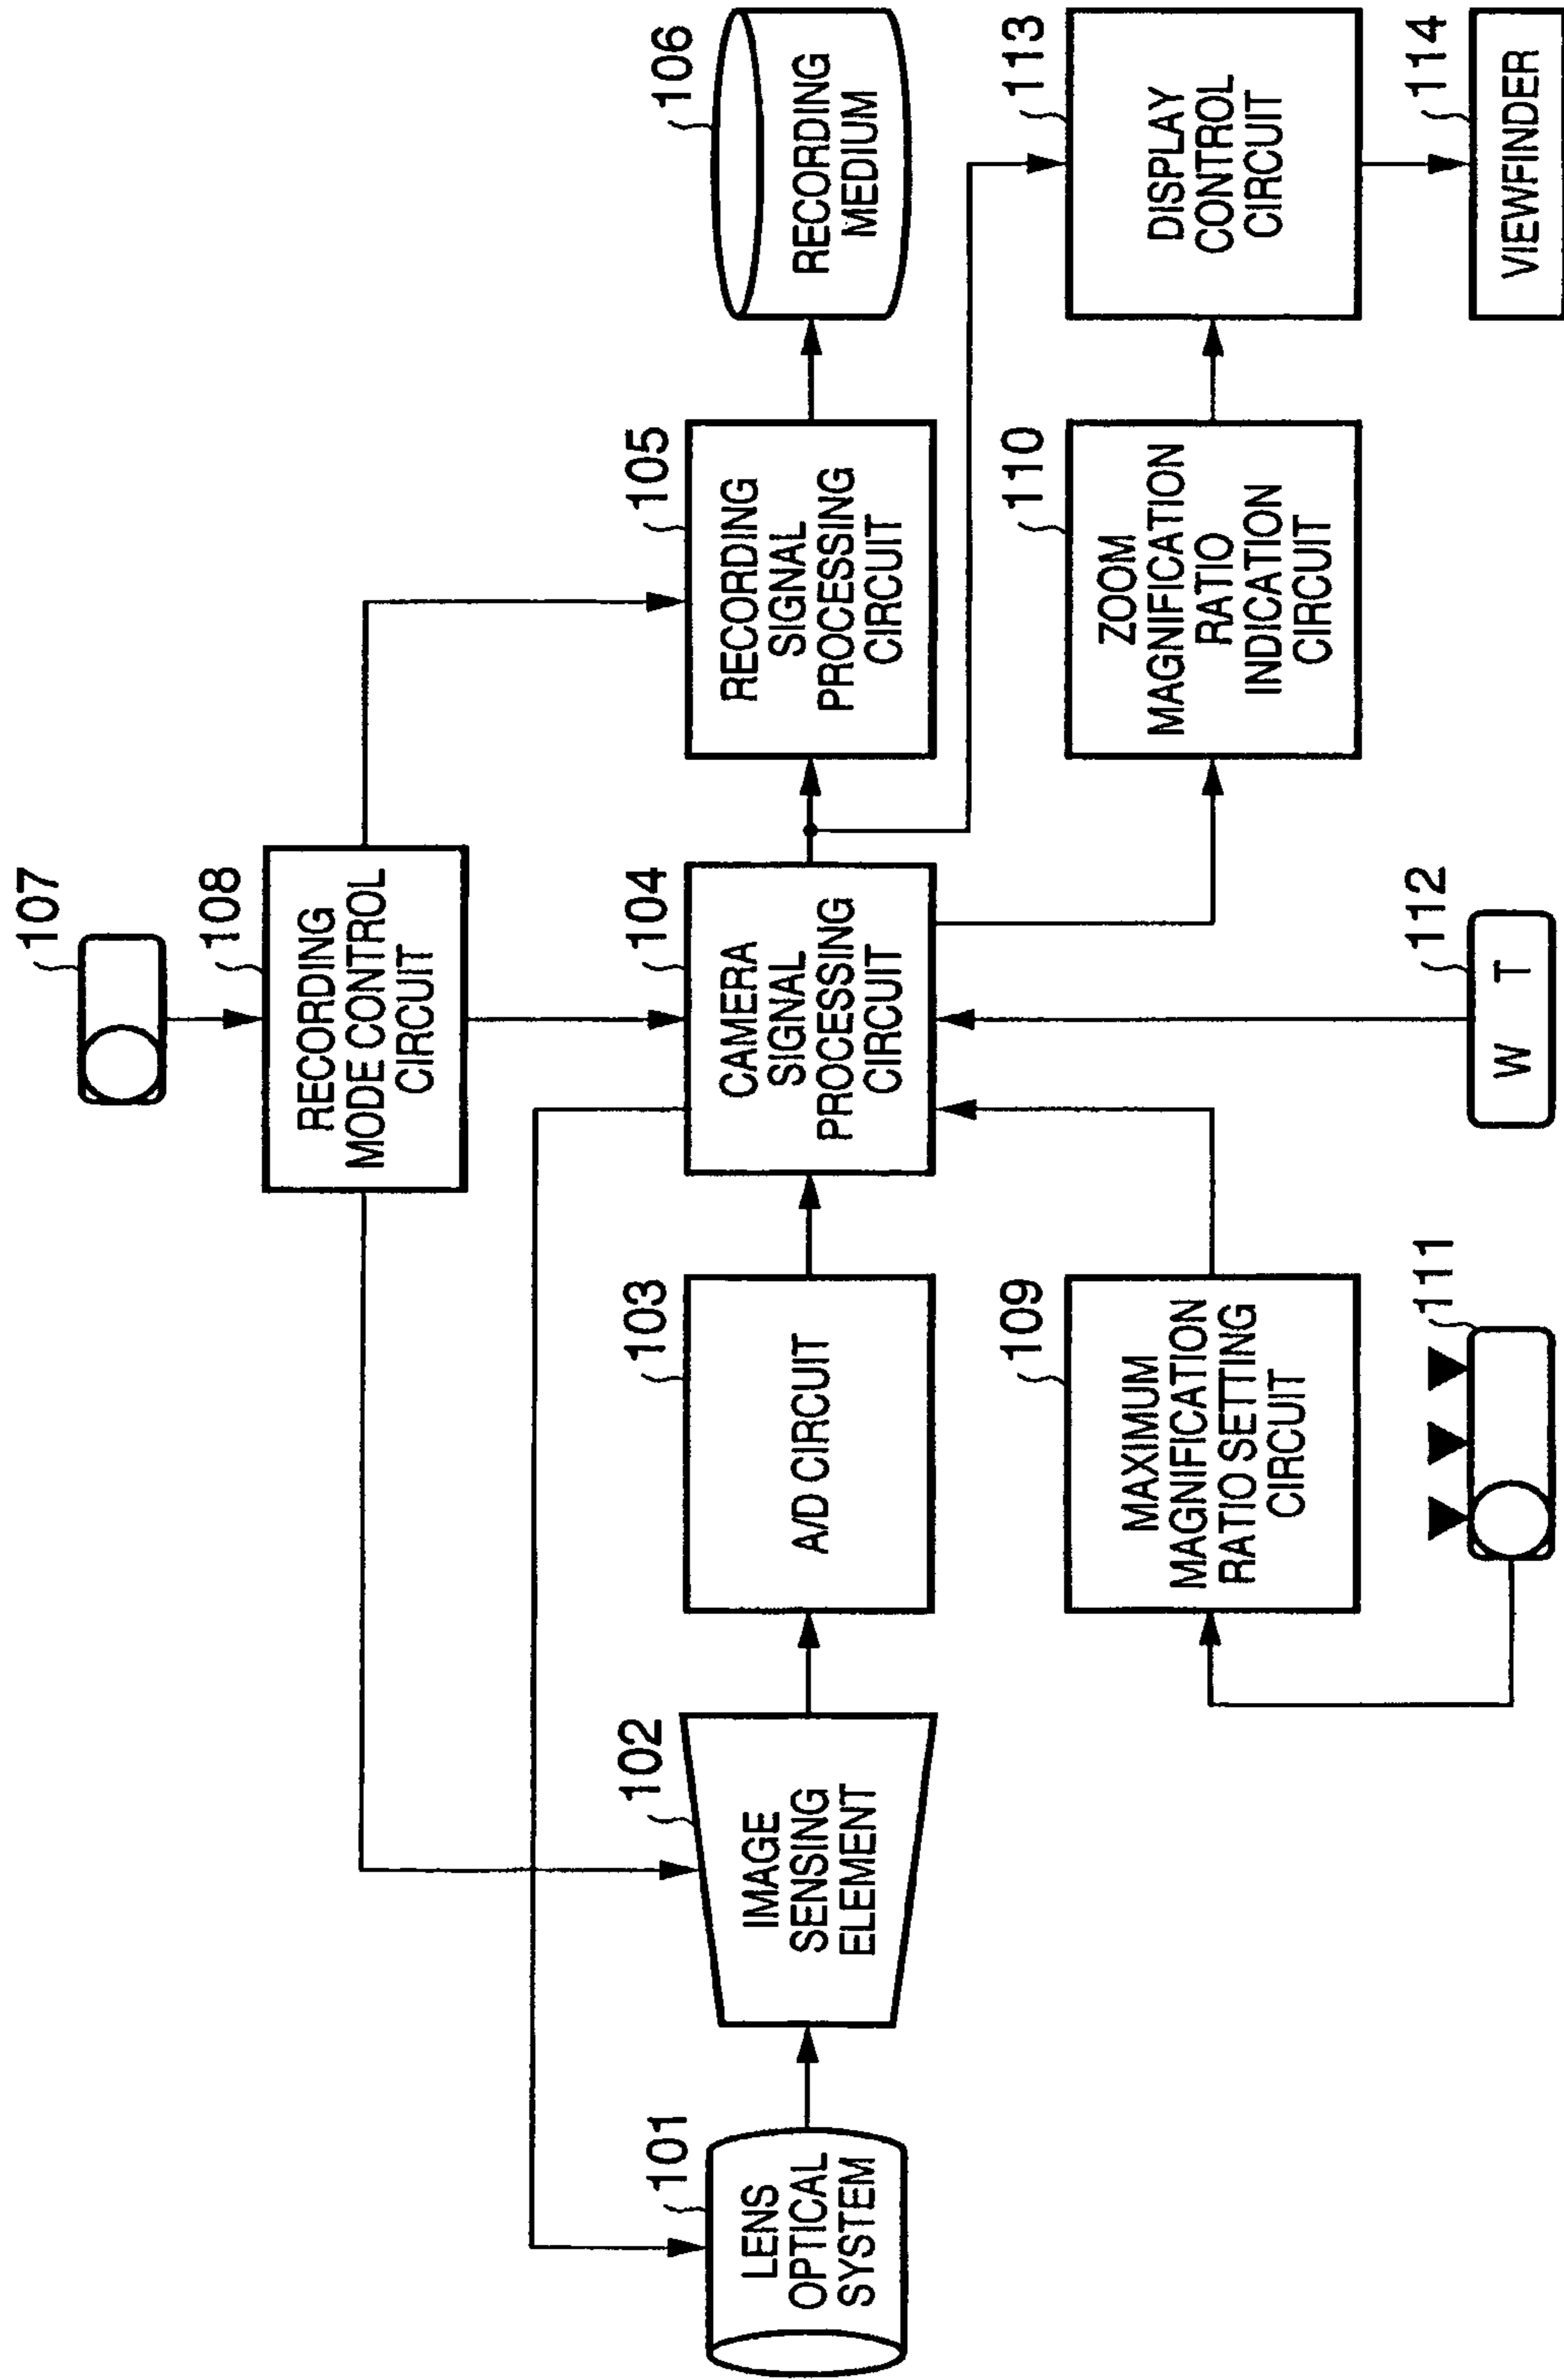 107
108
RECORDING
MODE CONTROL
CIRCUIT
101
LENS
OPTICAL
SYSTEM
102
IMAGE
SENSING
ELEMENT
103
A/D CIRCUIT
104
CAMERA
SIGNAL
PROCESSING
CIRCUIT
105
RECORDING
SIGNAL
PROCESSING
CIRCUIT
106
RECORDING
MEDIUM
109
MAXIMUM
MAGNIFICATION
RATIO SETTING
CIRCUIT
110
ZOOM
MAGNIFICATION
RATIO
INDICATION
CIRCUIT
113
DISPLAY
CONTROL
CIRCUIT
111
112
W T
114
VIEWFINDER